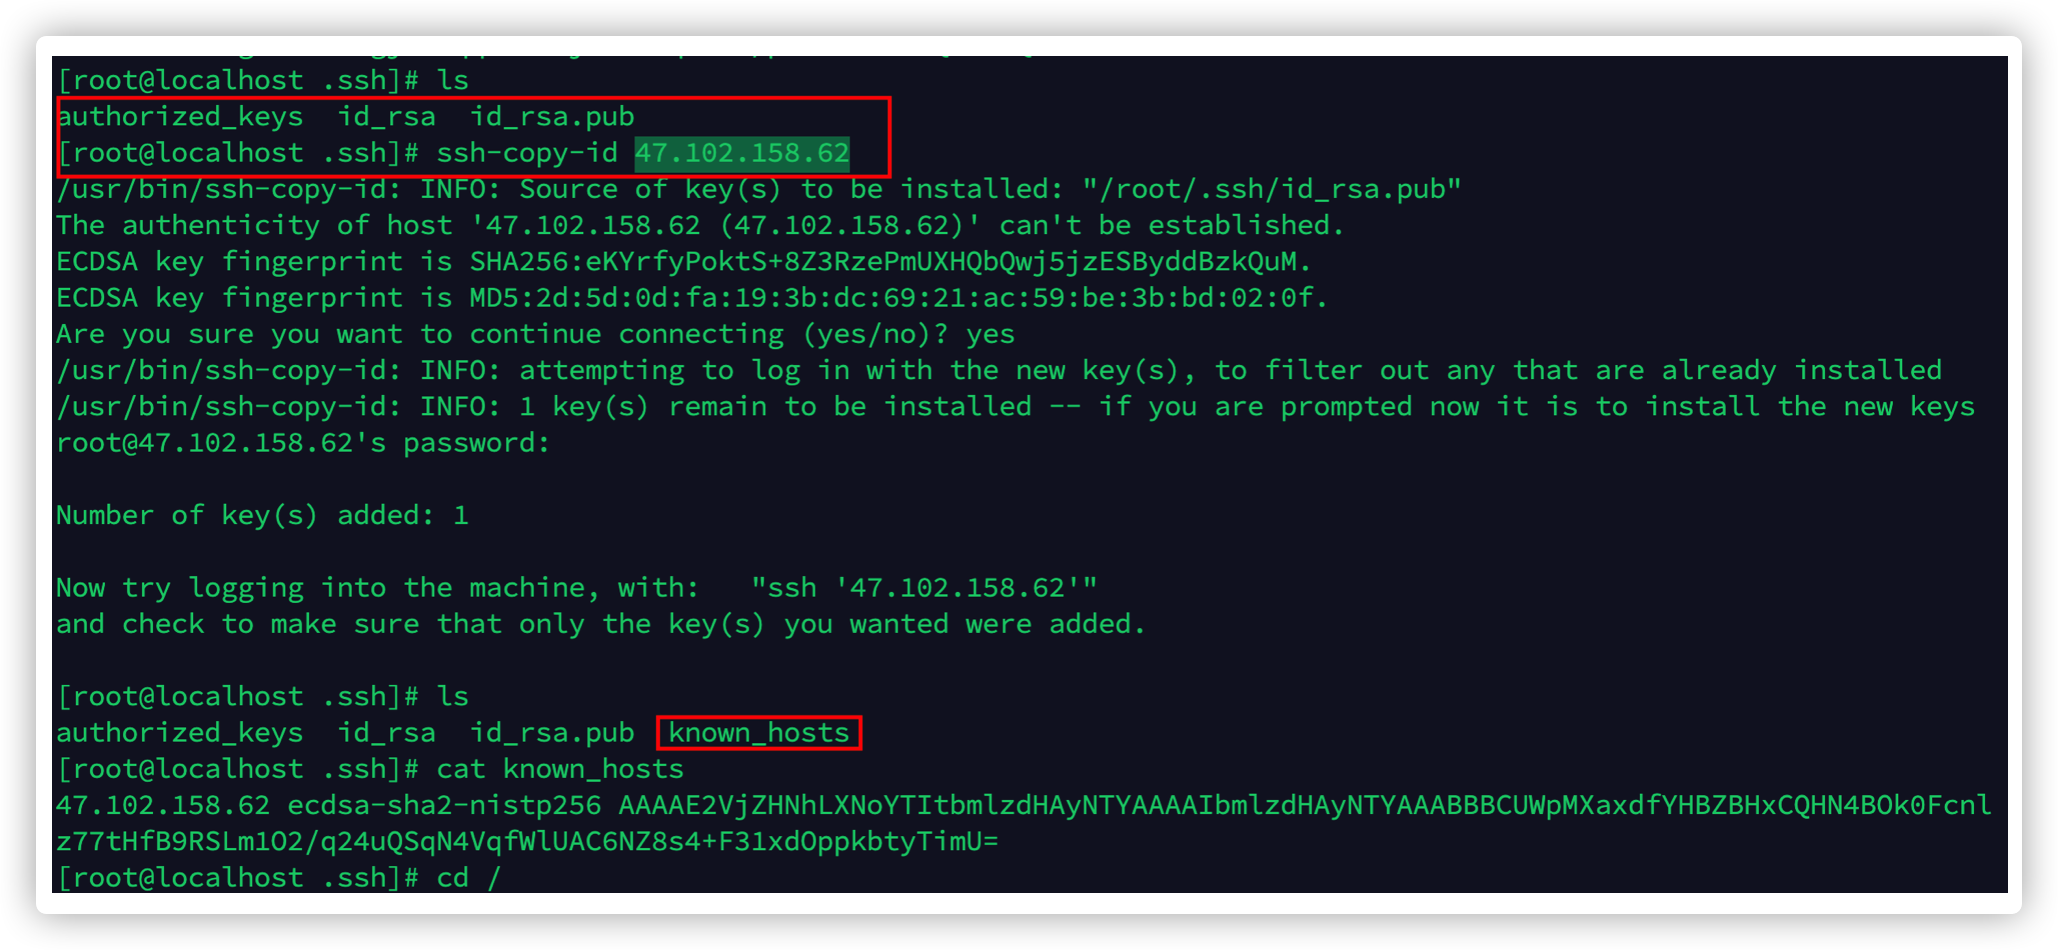 [root@localhost .ssh]# ls
authorized_keys  id_rsa  id_rsa.pub
[root@localhost .ssh]# ssh-copy-id 47.102.158.62
/usr/bin/ssh-copy-id: INFO: Source of key(s) to be installed: "/root/.ssh/id_rsa.pub"
The authenticity of host '47.102.158.62 (47.102.158.62)' can't be established.
ECDSA key fingerprint is SHA256:eKYrfyPoktS+8Z3RzePmUXHQbQwj5jzESByddBzkQuM.
ECDSA key fingerprint is MD5:2d:5d:0d:fa:19:3b:dc:69:21:ac:59:be:3b:bd:02:0f.
Are you sure you want to continue connecting (yes/no)? yes
/usr/bin/ssh-copy-id: INFO: attempting to log in with the new key(s), to filter out any that are already installed
/usr/bin/ssh-copy-id: INFO: 1 key(s) remain to be installed -- if you are prompted now it is to install the new keys
root@47.102.158.62's password:
Number of key(s) added: 1
Now try logging into the machine, with:   "ssh '47.102.158.62'"
and check to make sure that only the key(s) you wanted were added.
[root@localhost .ssh]# ls
authorized_keys  id_rsa  id_rsa.pub  known_hosts
[root@localhost .ssh]# cat known_hosts
47.102.158.62 ecdsa-sha2-nistp256 AAAAE2VjZHNhLXNoYTItbmlzdHAyNTYAAAAIbmlzdHAyNTYAAABBBCUWpMXaxdfYHBZBHxCQHN4BOk0Fcnl
z77tHfB9RSLm1O2/q24uQSqN4VqfWlUAC6NZ8s4+F31xdOppkbtyTimU=
[root@localhost .ssh]# cd /